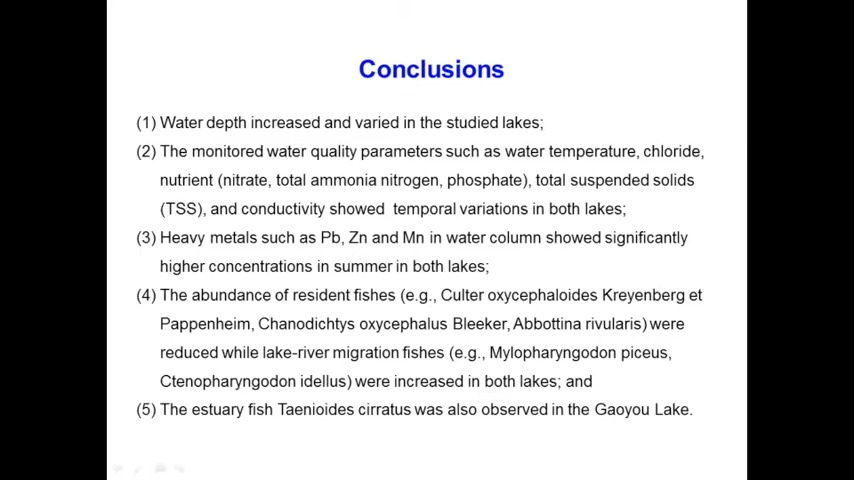 Conclusions
(1) Water depth increased and varied in the studied lakes;
(2) The monitored water quality parameters such as water temperature, chloride,
nutrient (nitrate, total ammonia nitrogen, phosphate), total suspended solids
(TSS), and conductivity showed temporal variations in both lakes;
(3) Heavy metals such as Pb, Zn and Mn in water column showed significantly
higher concentrations in summer in both lakes;
(4) The abundance of resident fishes (e.g., Culter oxycephaloides Kreyenberg et
Pappenheim, Chanodichtys oxycephalus Bleeker, Abbottina rivularis) were
reduced while lake-river migration fishes (e.g., Mylopharyngodon piceus,
Ctenopharyngodon idellus) were increased in both lakes; and
(5) The estuary fish Taenioides cirratus was also observed in the Gaoyou Lake.